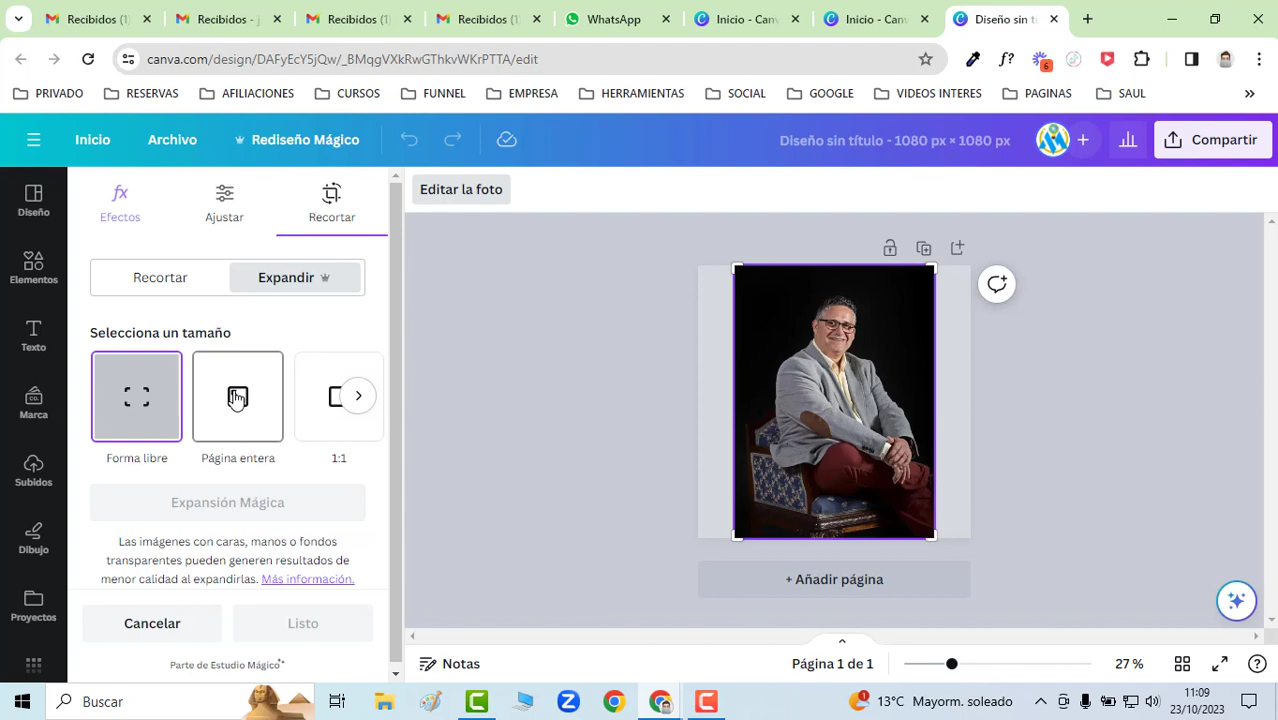 Recibidos (1)
Recibidos - j
Recibidos (1)
Recibidos (1)
WhatsApp
Inicio - Canv
Inicio - Canv
Diseño sin tí
canva.com/design/DAFyEcY5jQw/_BMbgVXkPwGThkvWKrPTTA/edit
6
PRIVADO
RESERVAS
AFILIACIONES
CURSOS
FUNNEL
EMPRESA
HERRAMIENTAS
SOCIAL
GOOGLE
VIDEOS INTERES
PAGINAS
SAUL
Inicio
Archivo
Rediseño Mágico
Diseño sin título - 1080 px × 1080 px
Compartir
Diseño
Elementos
Texto
Marca
Subidos
Dibujo
Proyectos
Efectos
Ajustar
Recortar
Editar la foto
Recortar
Expandir
Selecciona un tamaño
Forma libre
Página entera
1:1
Expansión Mágica
Las imágenes con caras, manos o fondos
transparentes pueden generen resultados de
menor calidad al expandirlas. Más información.
Cancelar
Listo
Parte de Estudio Mágico™
+ Añadir página
Notas
Página 1 de 1
27 %
Buscar
13°C Mayorm. soleado
11:09
23/10/2023